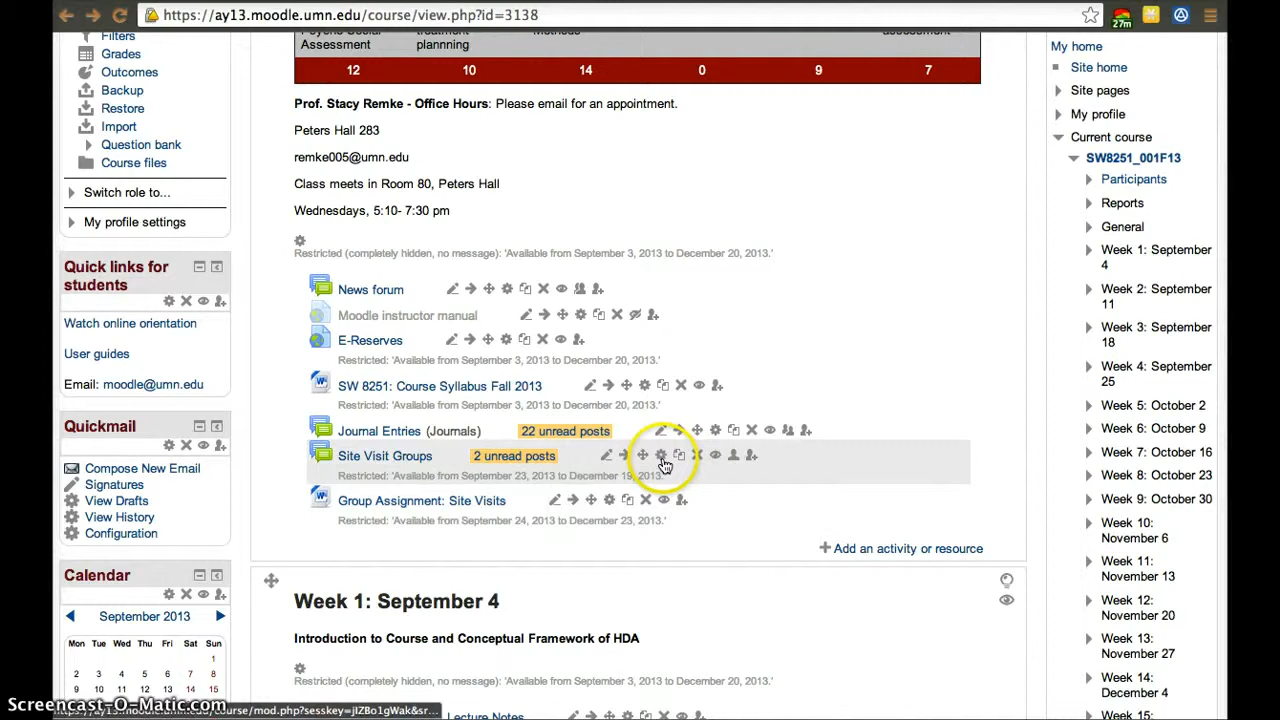 https://ay13.moodle.umn.edu/course/view.php?id=3138
27m
Filters
Grades
Outcomes
Backup
Restore
Import
Question bank
Course files
Switch role to...
My profile settings
Quick links for
students
Watch online orientation
User guides
Email: moodle@umn.edu
Quickmail
Compose New Email
Signatures
View Drafts
View History
Configuration
Calendar
September 2013
Mon Tue Wed Thu Fri Sat Sun
1
2 3 4 5 6 7 8
9 10 11 12 13 14 15
Assessment
treatment
plannning
12 10 14 0 9 7
Prof. Stacy Remke - Office Hours: Please email for an appointment.
Peters Hall 283
remke005@umn.edu
Class meets in Room 80, Peters Hall
Wednesdays, 5:10- 7:30 pm
Restricted (completely hidden, no message): 'Available from September 3, 2013 to December 20, 2013.'
News forum
Moodle instructor manual
E-Reserves
Restricted: 'Available from September 3, 2013 to December 20, 2013.'
SW 8251: Course Syllabus Fall 2013
Restricted: 'Available from September 3, 2013 to December 20, 2013.'
Journal Entries (Journals) 22 unread posts
Site Visit Groups 2 unread posts
Restricted: 'Available from September 23, 2013 to December 19, 2013.'
Group Assignment: Site Visits
Restricted: 'Available from September 24, 2013 to December 23, 2013.'
Add an activity or resource
Week 1: September 4
Introduction to Course and Conceptual Framework of HDA
Restricted (completely hidden, no message): 'Available from September 3, 2013 to December 20, 2013.'
Lecture Notes
My home
Site home
Site pages
My profile
Current course
SW8251_001F13
Participants
Reports
General
Week 1: September
4
Week 2: September
11
Week 3: September
18
Week 4: September
25
Week 5: October 2
Week 6: October 9
Week 7: October 16
Week 8: October 23
Week 9: October 30
Week 10:
November 6
Week 11:
November 13
Week 12:
November 20
Week 13:
November 27
Week 14:
December 4
Week 15:
Screencast-O-Matic.com